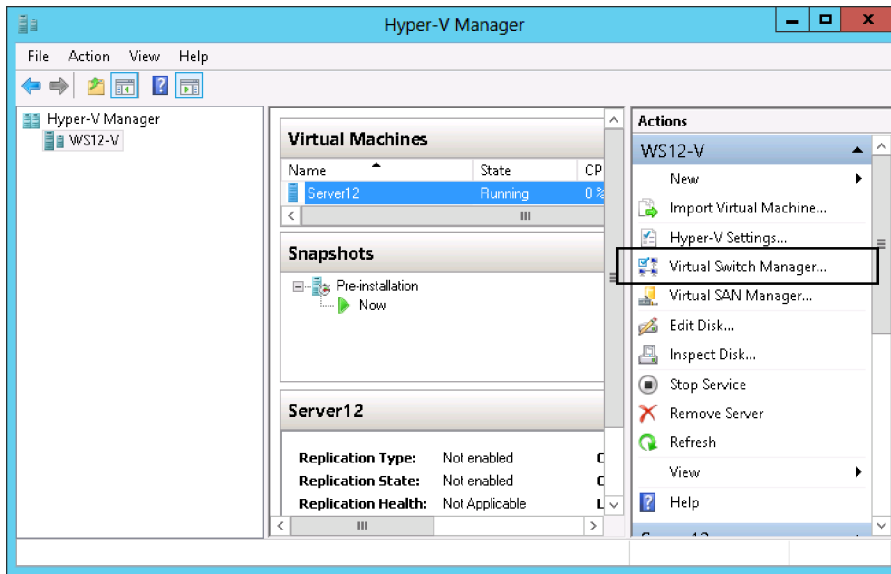 Hyper-V Manager
File Action View Help
Hyper-V Manager
WS12-V
Virtual Machines
Name State CP
Server12 Running 0 %
Snapshots
Pre-installation
Now
Server12
Replication Type: Not enabled
Replication State: Not enabled
Replication Health: Not Applicable
Actions
WS12-V
New
Import Virtual Machine...
Hyper-V Settings...
Virtual Switch Manager...
Virtual SAN Manager...
Edit Disk...
Inspect Disk...
Stop Service
Remove Server
Refresh
View
Help